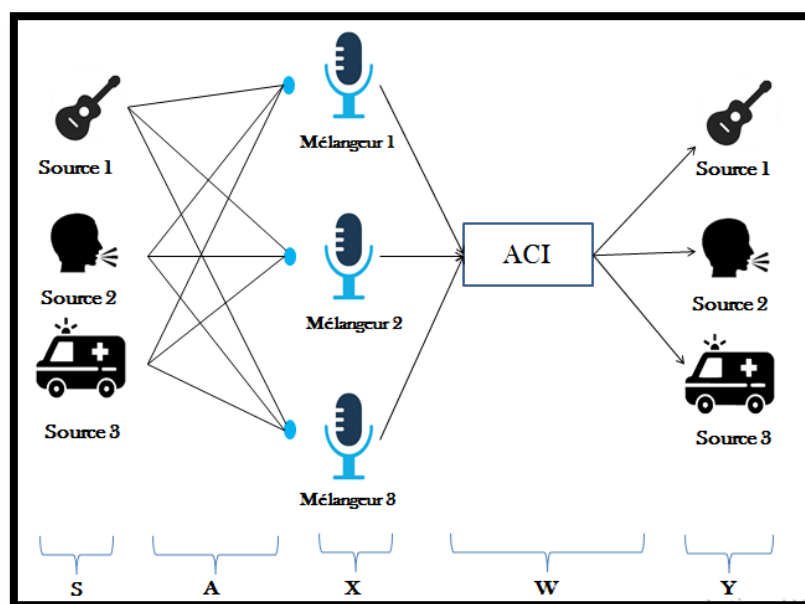 Source 1
Source 2
Source 3
Mélangeur 1
Mélangeur 2
Mélangeur 3
ACI
Source 1
Source 2
Source 3
S
A
X
W
Y